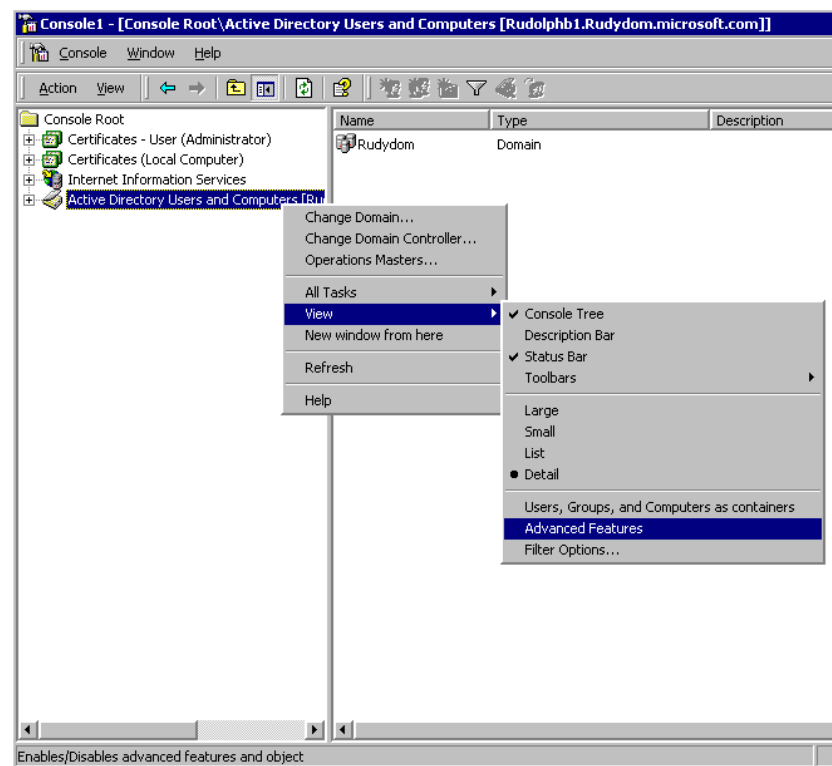 Console1 - [Console Root\Active Directory Users and Computers [Rudolphb1.Rudydom.microsoft.com]]
Console Window Help
Action View
Console Root
Certificates - User (Administrator)
Certificates (Local Computer)
Internet Information Services
Active Directory Users and Computers [Ru
Name Type Description
Rudydom Domain
Change Domain...
Change Domain Controller...
Operations Masters...
All Tasks
View
New window from here
Refresh
Help
Console Tree
Description Bar
Status Bar
Toolbars
Large
Small
List
Detail
Users, Groups, and Computers as containers
Advanced Features
Filter Options...
Enables/Disables advanced features and object